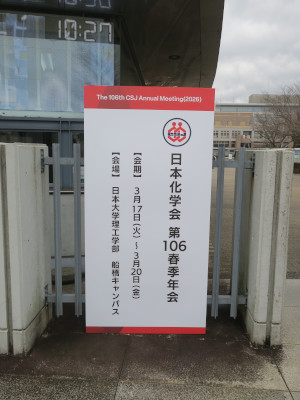 10:27
The 106th CSJ Annual Meeting(2026)
日本化学会 第106春季年会
【会期】 3月17日(火)~3月20日(金)
【会場】 日本大学理工学部 船橋キャンパス